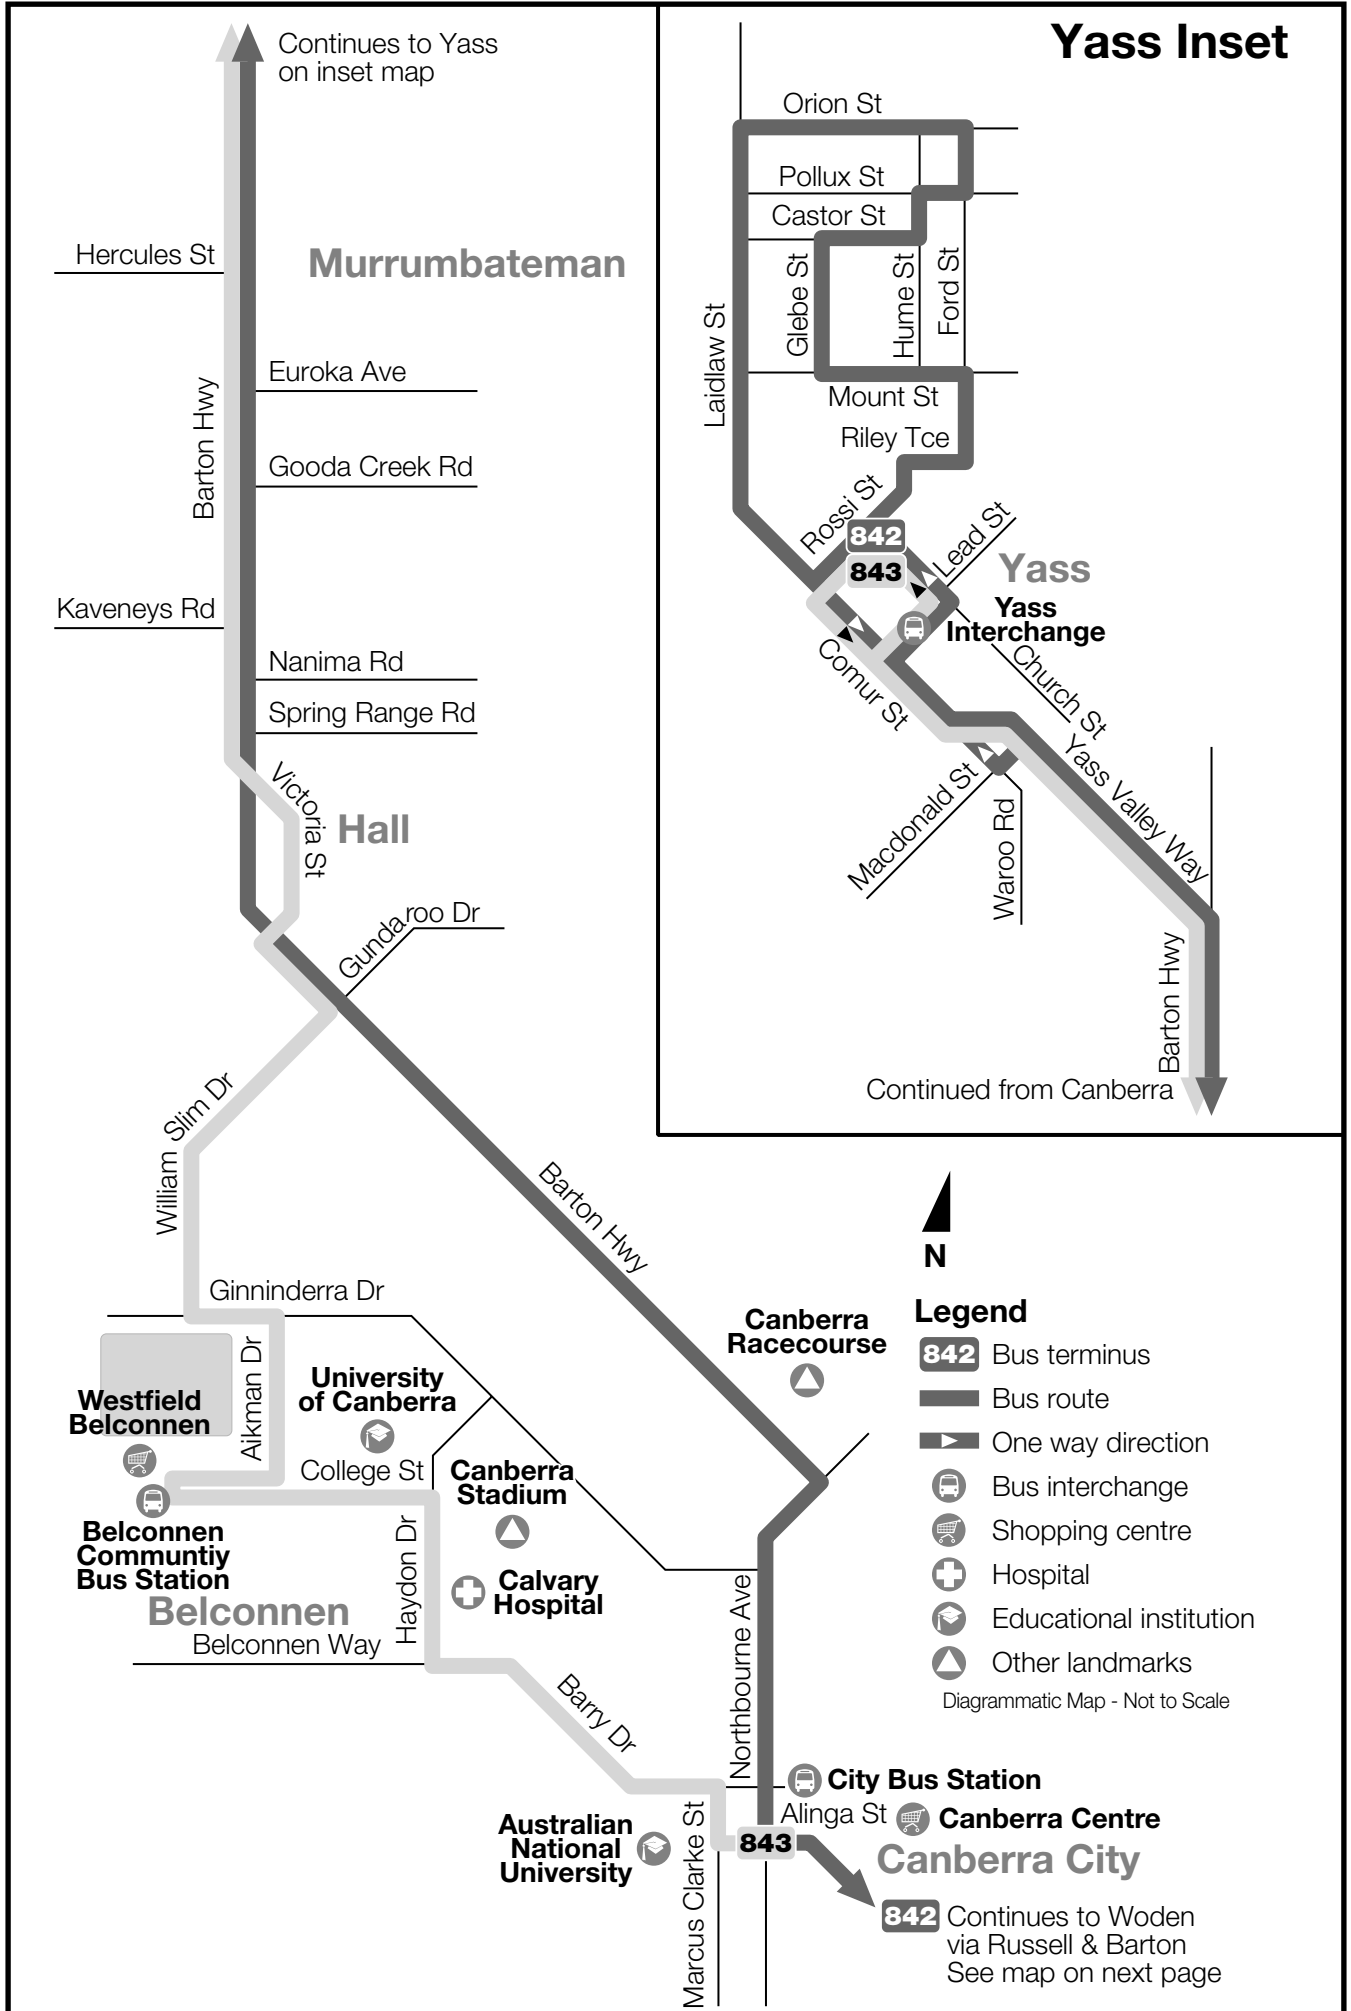 Continues to Yass
on inset map
Hercules St
Murrumbateman
Euroka Ave
Barton Hwy
Gooda Creek Rd
Kaveneys Rd
Nanima Rd
Spring Range Rd
Victoria St
Hall
Gundaroo Dr
William Slim Dr
Barton Hwy
Ginninderra Dr
Aikman Dr
Westfield
Belconnen
University
of Canberra
College St
Canberra
Stadium
Belconnen
Communtiy
Bus Station
Haydon Dr
Calvary
Hospital
Belconnen
Belconnen Way
Barry Dr
Canberra
Racecourse
Northbourne Ave
City Bus Station
Alinga St
Canberra Centre
Australian
National
University
Marcus Clarke St
843
Canberra City
842
Continues to Woden
via Russell & Barton
See map on next page
Yass Inset
Orion St
Pollux St
Castor St
Glebe St
Hume St
Ford St
Laidlaw St
Mount St
Riley Tce
Rossi St
842
843
Lead St
Yass
Yass
Interchange
Comur St
Church St
Yass Valley Way
Macdonald St
Waroo Rd
Barton Hwy
Continued from Canberra
N
Legend
842 Bus terminus
Bus route
One way direction
Bus interchange
Shopping centre
Hospital
Educational institution
Other landmarks
Diagrammatic Map - Not to Scale